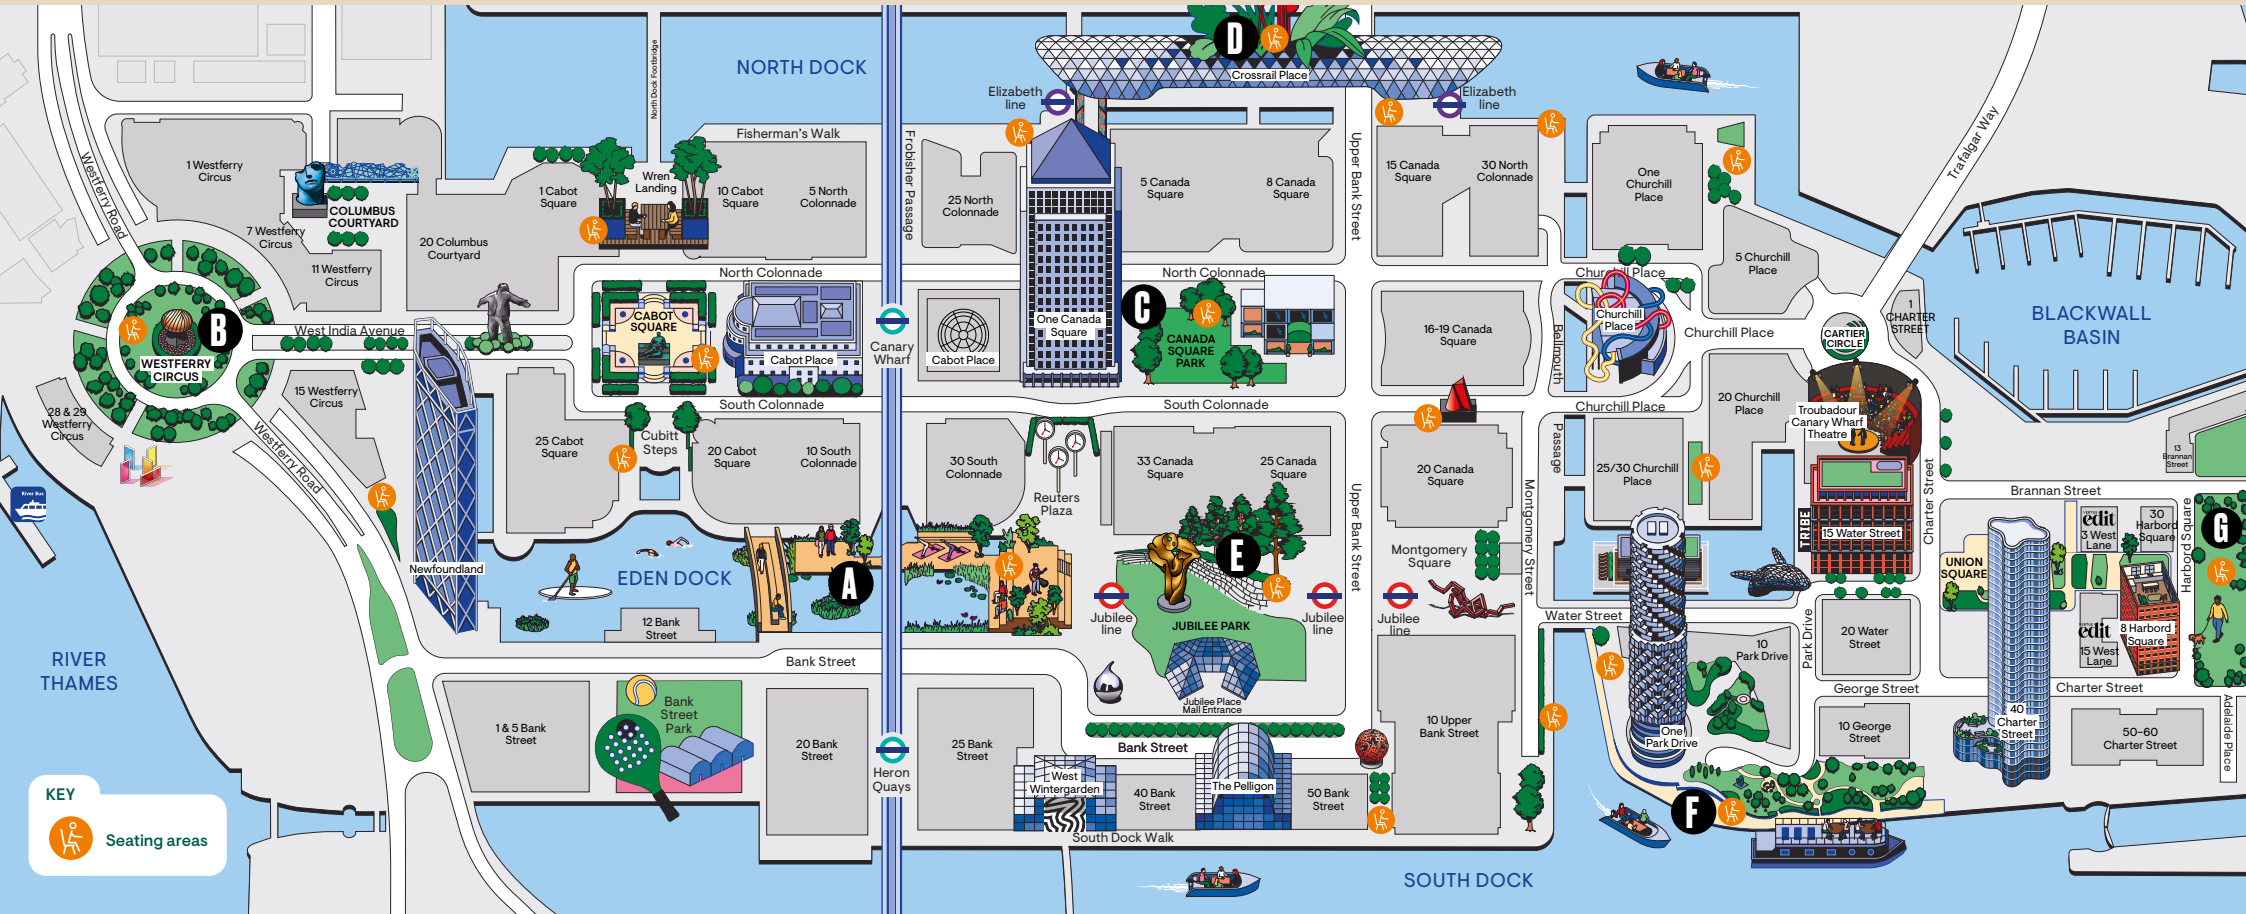 NORTH DOCK
North Dock Footbridge
D
Crossrail Place
Elizabeth
line
Elizabeth
line
Fisherman's Walk
Frobisher Passage
Upper Bank Street
Trafalgar Way
Westferry Road
1 Westferry
Circus
COLUMBUS
COURTYARD
7 Westferry
Circus
11 Westferry
Circus
20 Columbus
Courtyard
1 Cabot
Square
Wren
Landing
10 Cabot
Square
5 North
Colonnade
25 North
Colonnade
5 Canada
Square
8 Canada
Square
15 Canada
Square
30 North
Colonnade
One
Churchill
Place
5 Churchill
Place
North Colonnade
North Colonnade
Churchill Place
B
WESTFERRY
CIRCUS
West India Avenue
CABOT
SQUARE
Cabot Place
Canary
Wharf
Cabot Place
One Canada
Square
C
CANADA
SQUARE
PARK
16-19 Canada
Square
Bellmouth
Passage
Churchill
Place
Churchill Place
CARTIER
CIRCLE
1
CHARTER
STREET
BLACKWALL
BASIN
28 & 29
Westferry
Circus
15 Westferry
Circus
Westferry Road
South Colonnade
South Colonnade
Churchill Place
20 Churchill
Place
Troubadour
Canary Wharf
Theatre
25 Cabot
Square
Cubitt
Steps
20 Cabot
Square
10 South
Colonnade
30 South
Colonnade
Reuters
Plaza
33 Canada
Square
25 Canada
Square
Upper Bank Street
20 Canada
Square
Montgomery Street
25/30 Churchill
Place
Charter Street
13
Brannan
Street
Brannan Street
River Bus
Newfoundland
EDEN DOCK
A
12 Bank
Street
E
Jubilee
line
JUBILEE PARK
Jubilee
line
Jubilee
line
Montgomery
Square
Water Street
TRIBE
15 Water Street
UNION
SQUARE
edit
3 West
Lane
30
Harbord
Square
Harbord Square
G
edit
15 West
Lane
8 Harbord
Square
RIVER
THAMES
Bank Street
Jubilee Place
Mall Entrance
10
Park Drive
Park Drive
20 Water
Street
George Street
Charter Street
1 & 5 Bank
Street
Bank
Street
Park
20 Bank
Street
Heron
Quays
25 Bank
Street
Bank Street
West
Wintergarden
40 Bank
Street
The Pelligon
50 Bank
Street
10 Upper
Bank Street
One
Park Drive
10 George
Street
40
Charter
Street
50-60
Charter Street
Adelaide Place
South Dock Walk
F
SOUTH DOCK
KEY
Seating areas